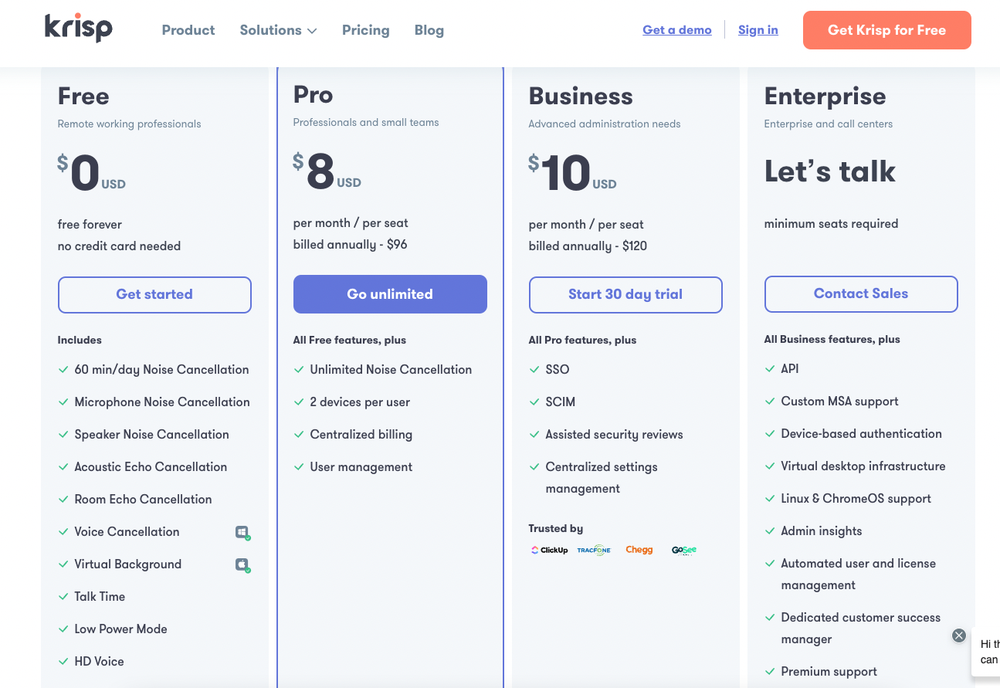 krisp
Product
Solutions
Pricing
Blog
Get a demo
Sign in
Get Krisp for Free
Free
Remote working professionals
$0 USD
free forever
no credit card needed
Get started
Includes
60 min/day Noise Cancellation
Microphone Noise Cancellation
Speaker Noise Cancellation
Acoustic Echo Cancellation
Room Echo Cancellation
Voice Cancellation
Virtual Background
Talk Time
Low Power Mode
HD Voice
Pro
Professionals and small teams
$8 USD
per month / per seat
billed annually - $96
Go unlimited
All Free features, plus
Unlimited Noise Cancellation
2 devices per user
Centralized billing
User management
Business
Advanced administration needs
$10 USD
per month / per seat
billed annually - $120
Start 30 day trial
All Pro features, plus
SSO
SCIM
Assisted security reviews
Centralized settings
management
Trusted by
ClickUp
TRACFONE
Chegg
GoSee
Enterprise
Enterprise and call centers
Let’s talk
minimum seats required
Contact Sales
All Business features, plus
API
Custom MSA support
Device-based authentication
Virtual desktop infrastructure
Linux & ChromeOS support
Admin insights
Automated user and license
management
Dedicated customer success
manager
Premium support
Hi
can